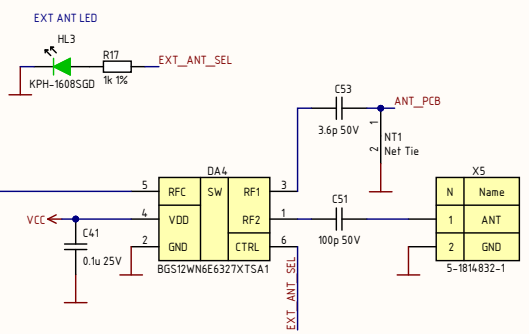 EXT ANT LED
HL3
R17
EXT_ANT_SEL
KPH-1608SGD
1k 1%
C53
ANT_PCB
3.6p 50V
1
2
NT1
Net Tie
DA4
X5
5
RFC
SW
RF1
3
N
Name
VCC
4
VDD
RF2
1
C51
1
ANT
C41
2
GND
CTRL
6
100p 50V
2
GND
0.1u 25V
BGS12WN6E6327XTSA1
5-1814832-1
EXT_ANT_SEL